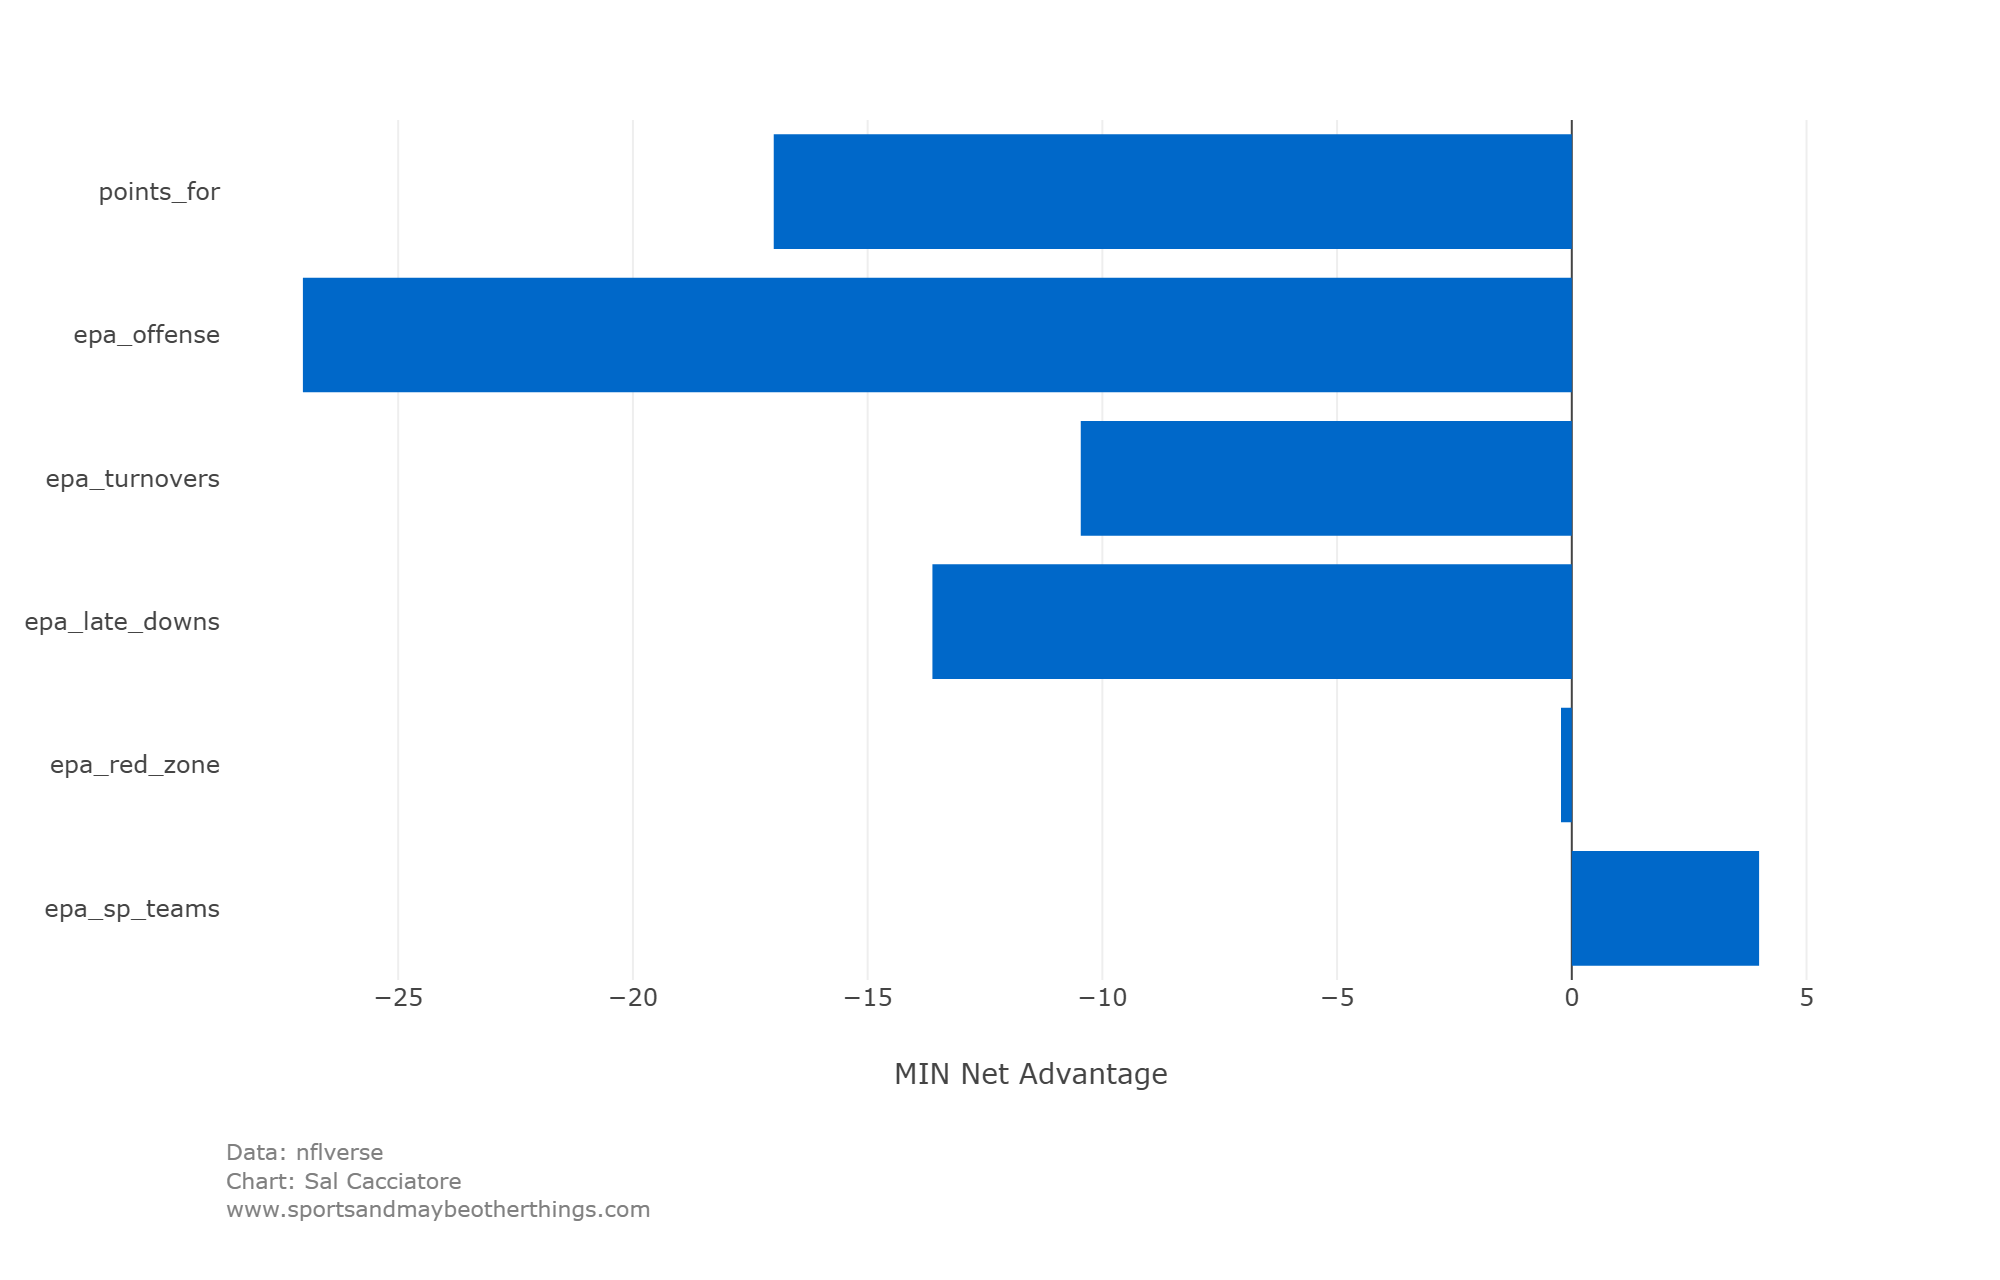 points_for
epa_offense
epa_turnovers
epa_late_downs
epa_red_zone
epa_sp_teams
−25 −20 −15 −10 −5 0 5
MIN Net Advantage
Data: nflverse
Chart: Sal Cacciatore
www.sportsandmaybeotherthings.com